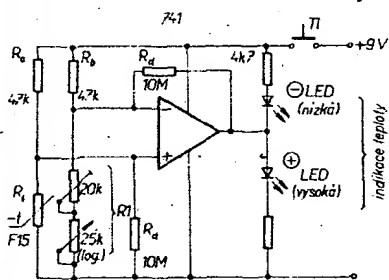 741
Tl
+9V
Ra
4.7k
Rb
4.7k
Rd
10M
4k7
LED
(nízká)
LED
(vysoká)
indikace teploty
Rt
-t
F15
20k
25k
(log.)
R1
Rd
10M